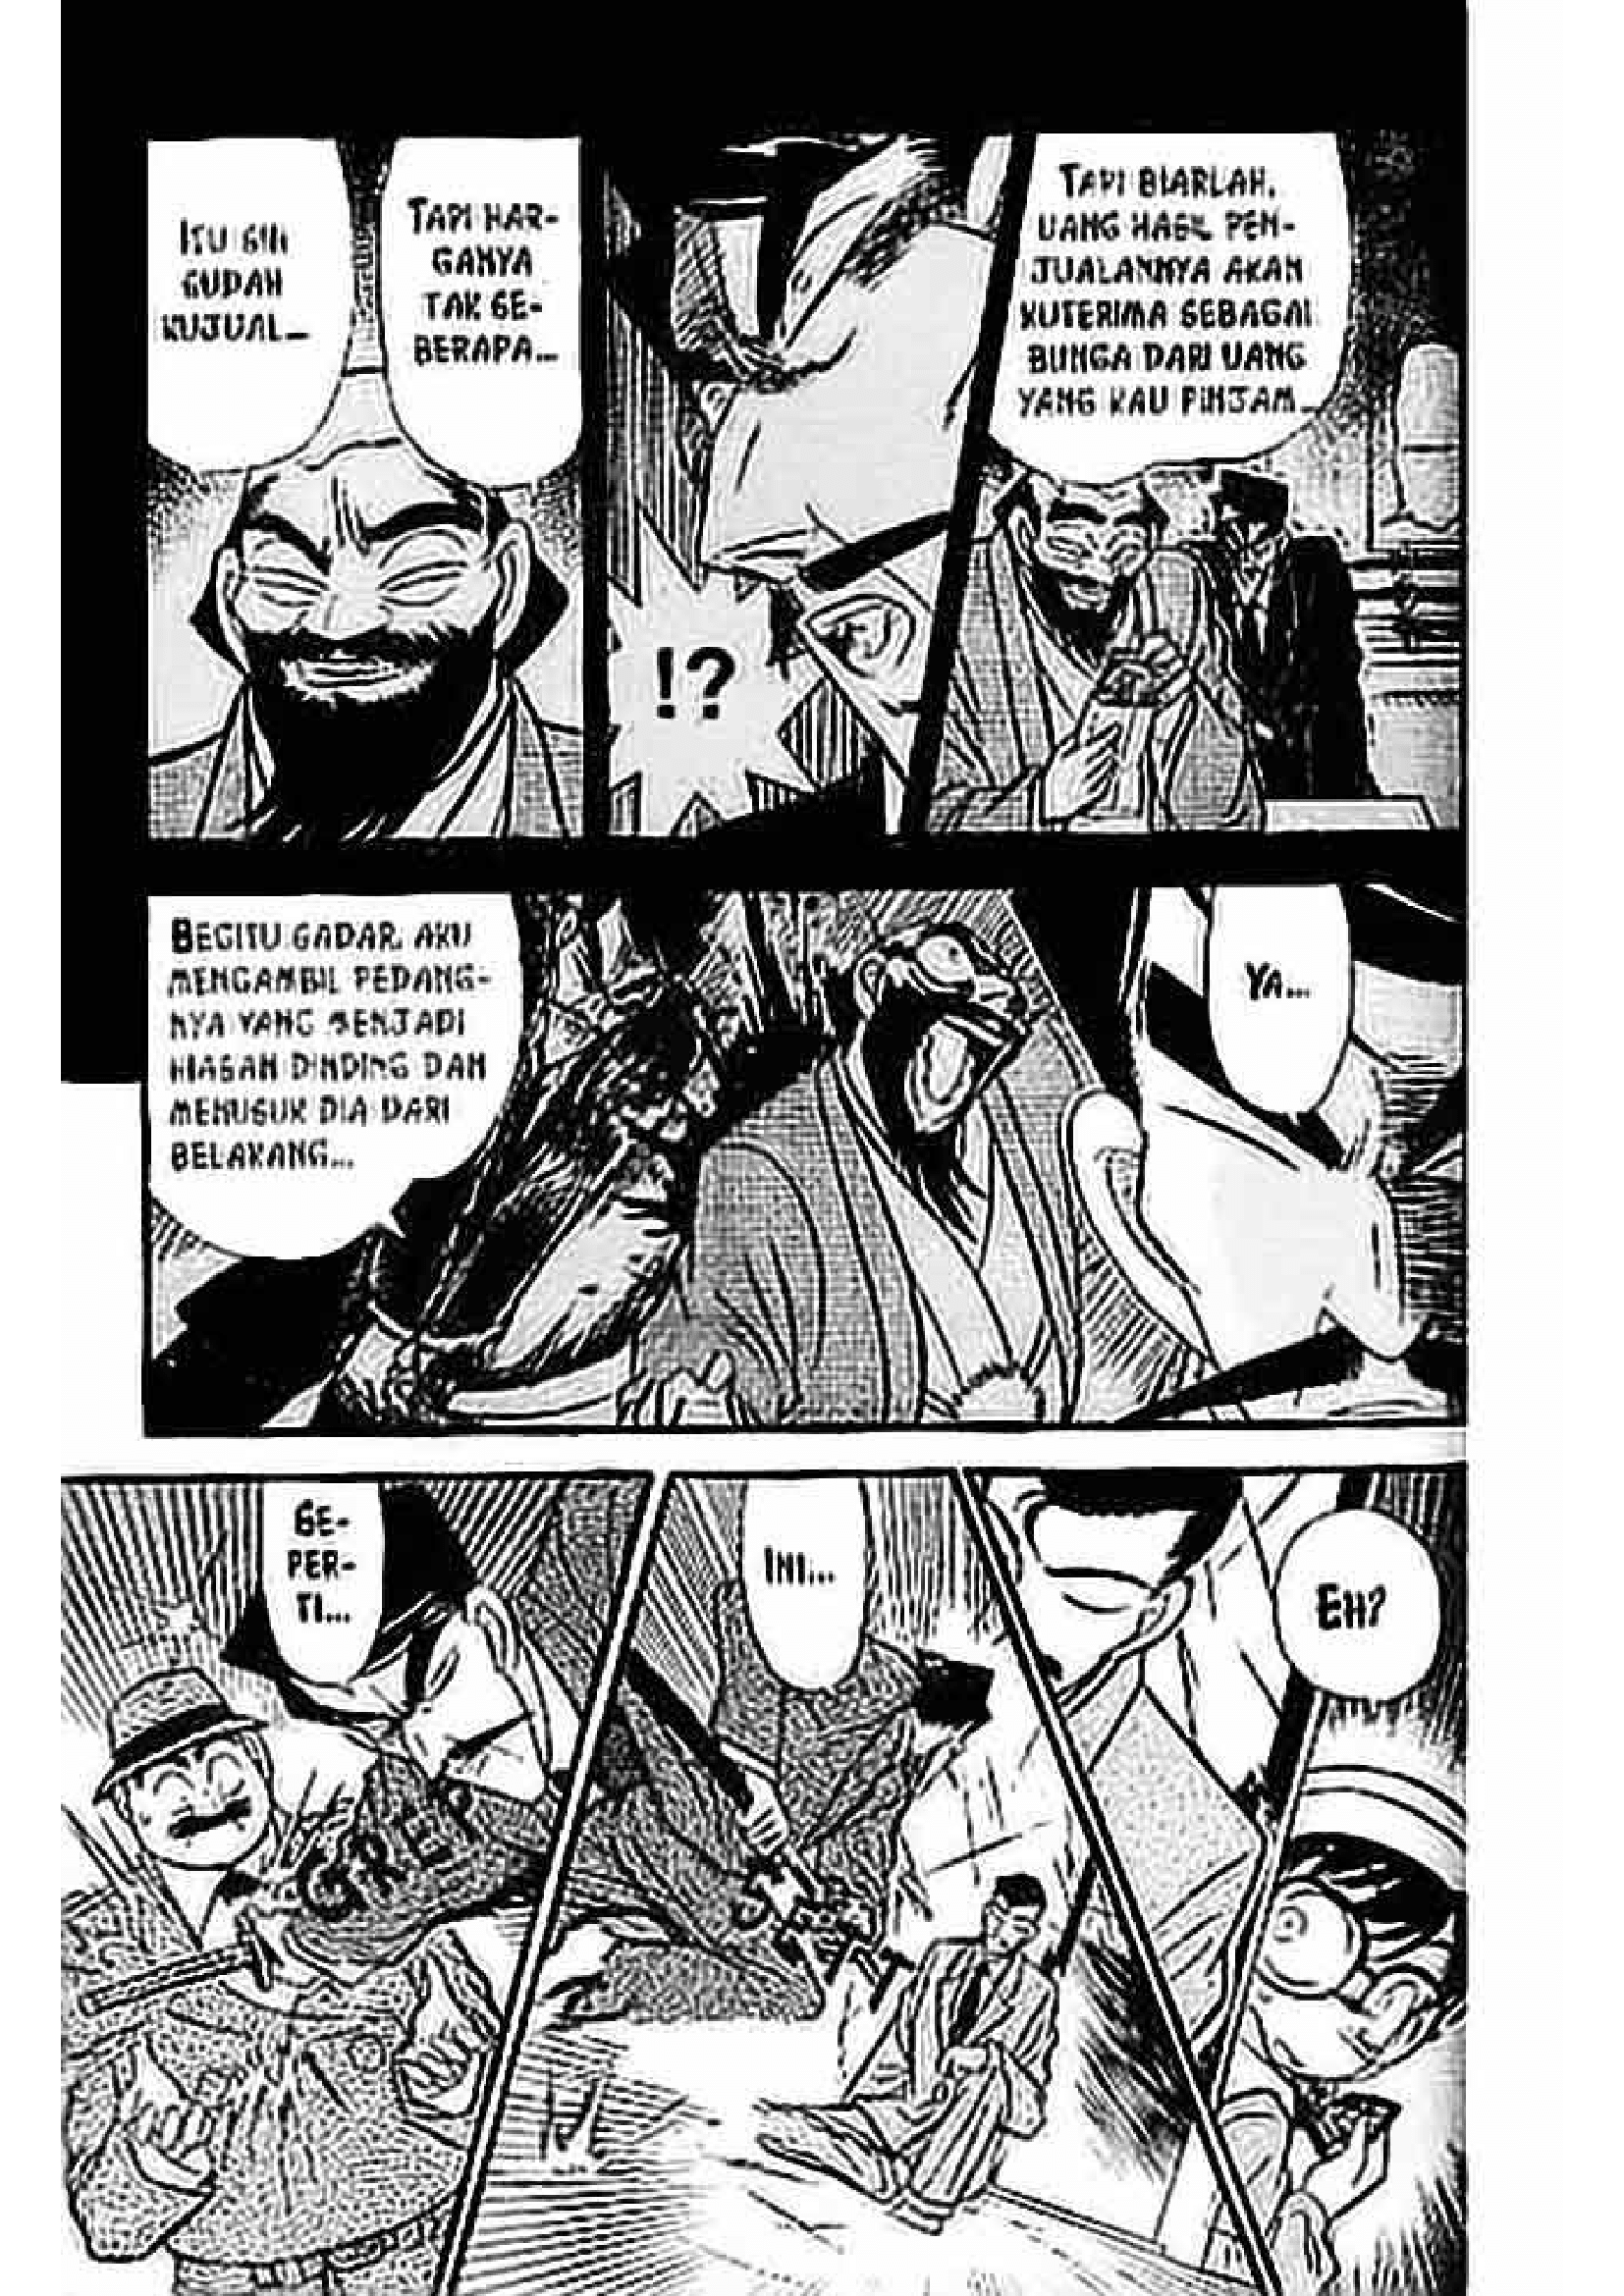 ITU SIH
SUDAH
KUJUAL...
TAPI HAR-
GANYA
TAK SE-
BERAPA...
!?
TAPI BIARLAH,
UANG HASIL PEN-
JUALANNYA AKAN
KUTERIMA SEBAGAI
BUNGA DARI UANG
YANG KAU PINJAM...
BEGITU SADAR, AKU
MENGAMBIL PEDANG-
NYA YANG MENJADI
HIASAN DINDING DAN
MENUSUK DIA DARI
BELAKANG...
YA...
SE-
PER-
TI...
INI...
EH?